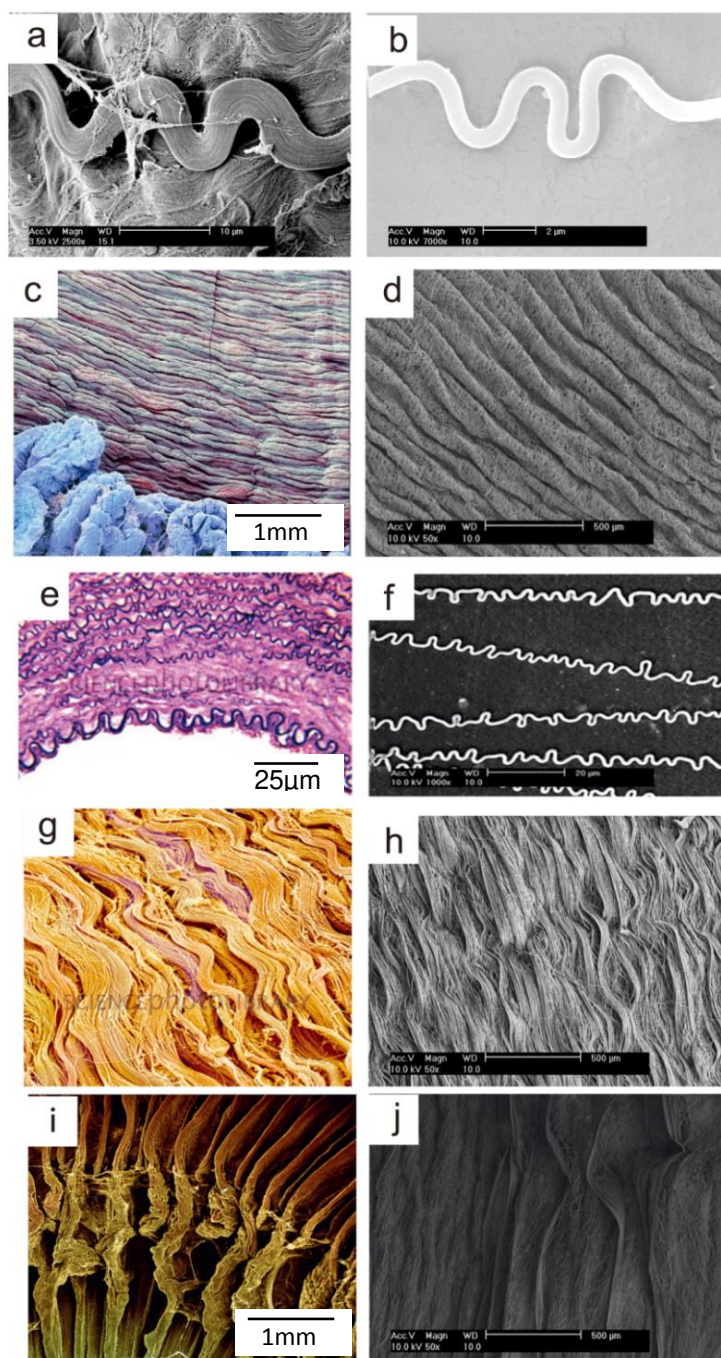 a
b
Acc.V Magn WD 10 µm
3.50 kV 2500x 15.1
Acc.V Magn WD 2 µm
10.0 kV 7000x 10.0
c
d
1mm
Acc.V Magn WD 500 µm
10.0 kV 50x 10.0
e
f
SCIENCEPHOTOLIBRARY
25µm
Acc.V Magn WD 20 µm
10.0 kV 1000x 10.0
g
h
SCIENCEPHOTOLIBRARY
Acc.V Magn WD 500 µm
10.0 kV 50x 10.0
i
j
1mm
Acc.V Magn WD 500 µm
10.0 kV 50x 10.0